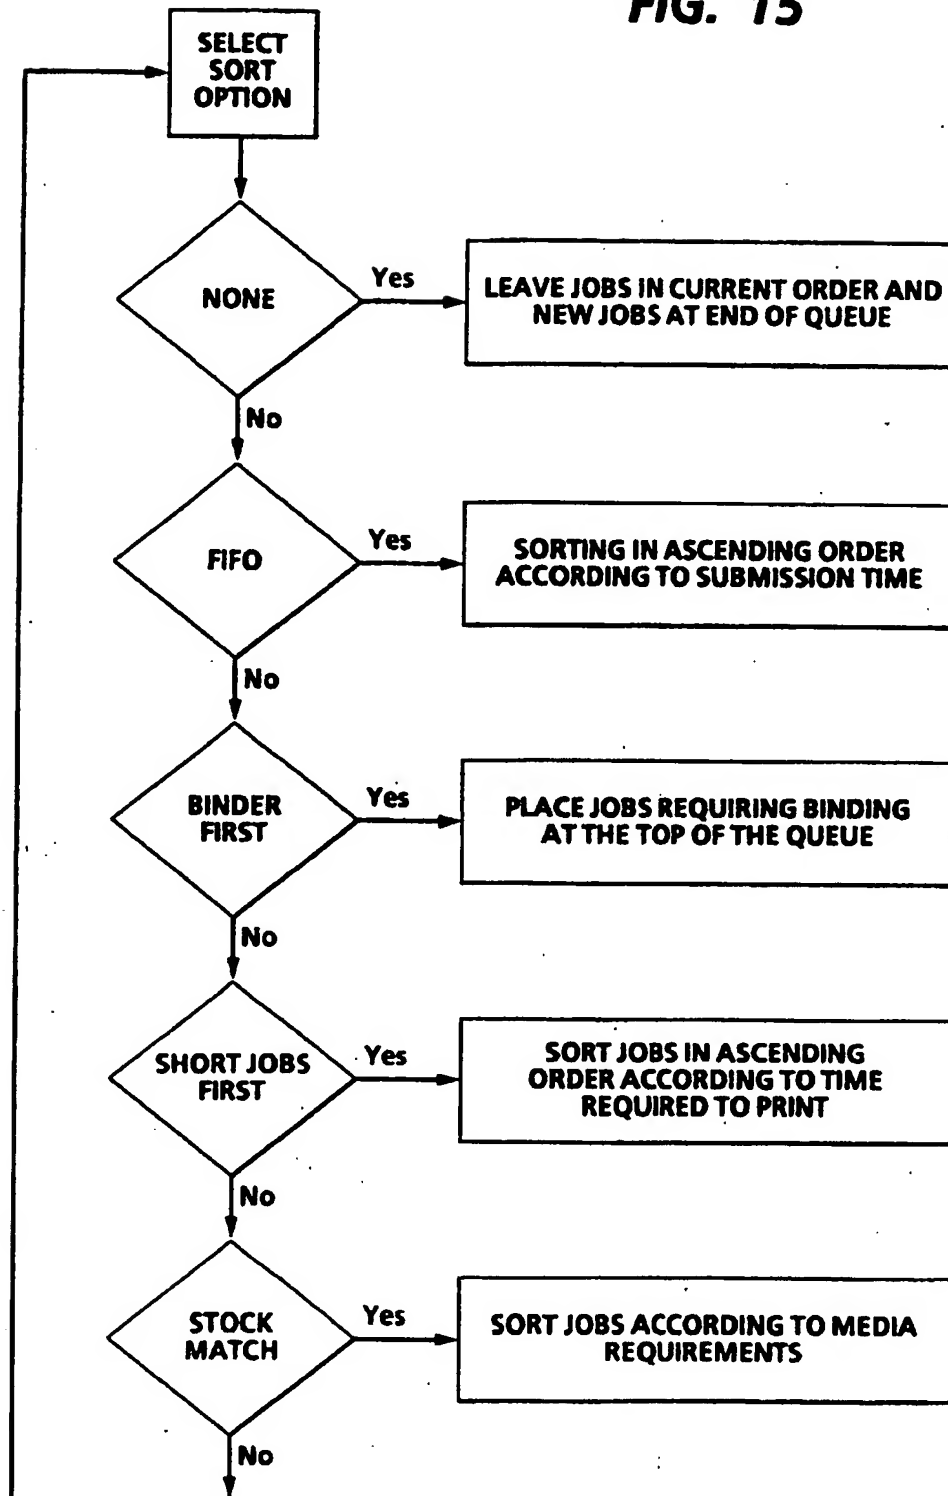 FIG. 15
SELECT
SORT
OPTION
NONE
Yes
LEAVE JOBS IN CURRENT ORDER AND
NEW JOBS AT END OF QUEUE
No
FIFO
Yes
SORTING IN ASCENDING ORDER
ACCORDING TO SUBMISSION TIME
No
BINDER
FIRST
Yes
PLACE JOBS REQUIRING BINDING
AT THE TOP OF THE QUEUE
No
SHORT JOBS
FIRST
Yes
SORT JOBS IN ASCENDING
ORDER ACCORDING TO TIME
REQUIRED TO PRINT
No
STOCK
MATCH
Yes
SORT JOBS ACCORDING TO MEDIA
REQUIREMENTS
No